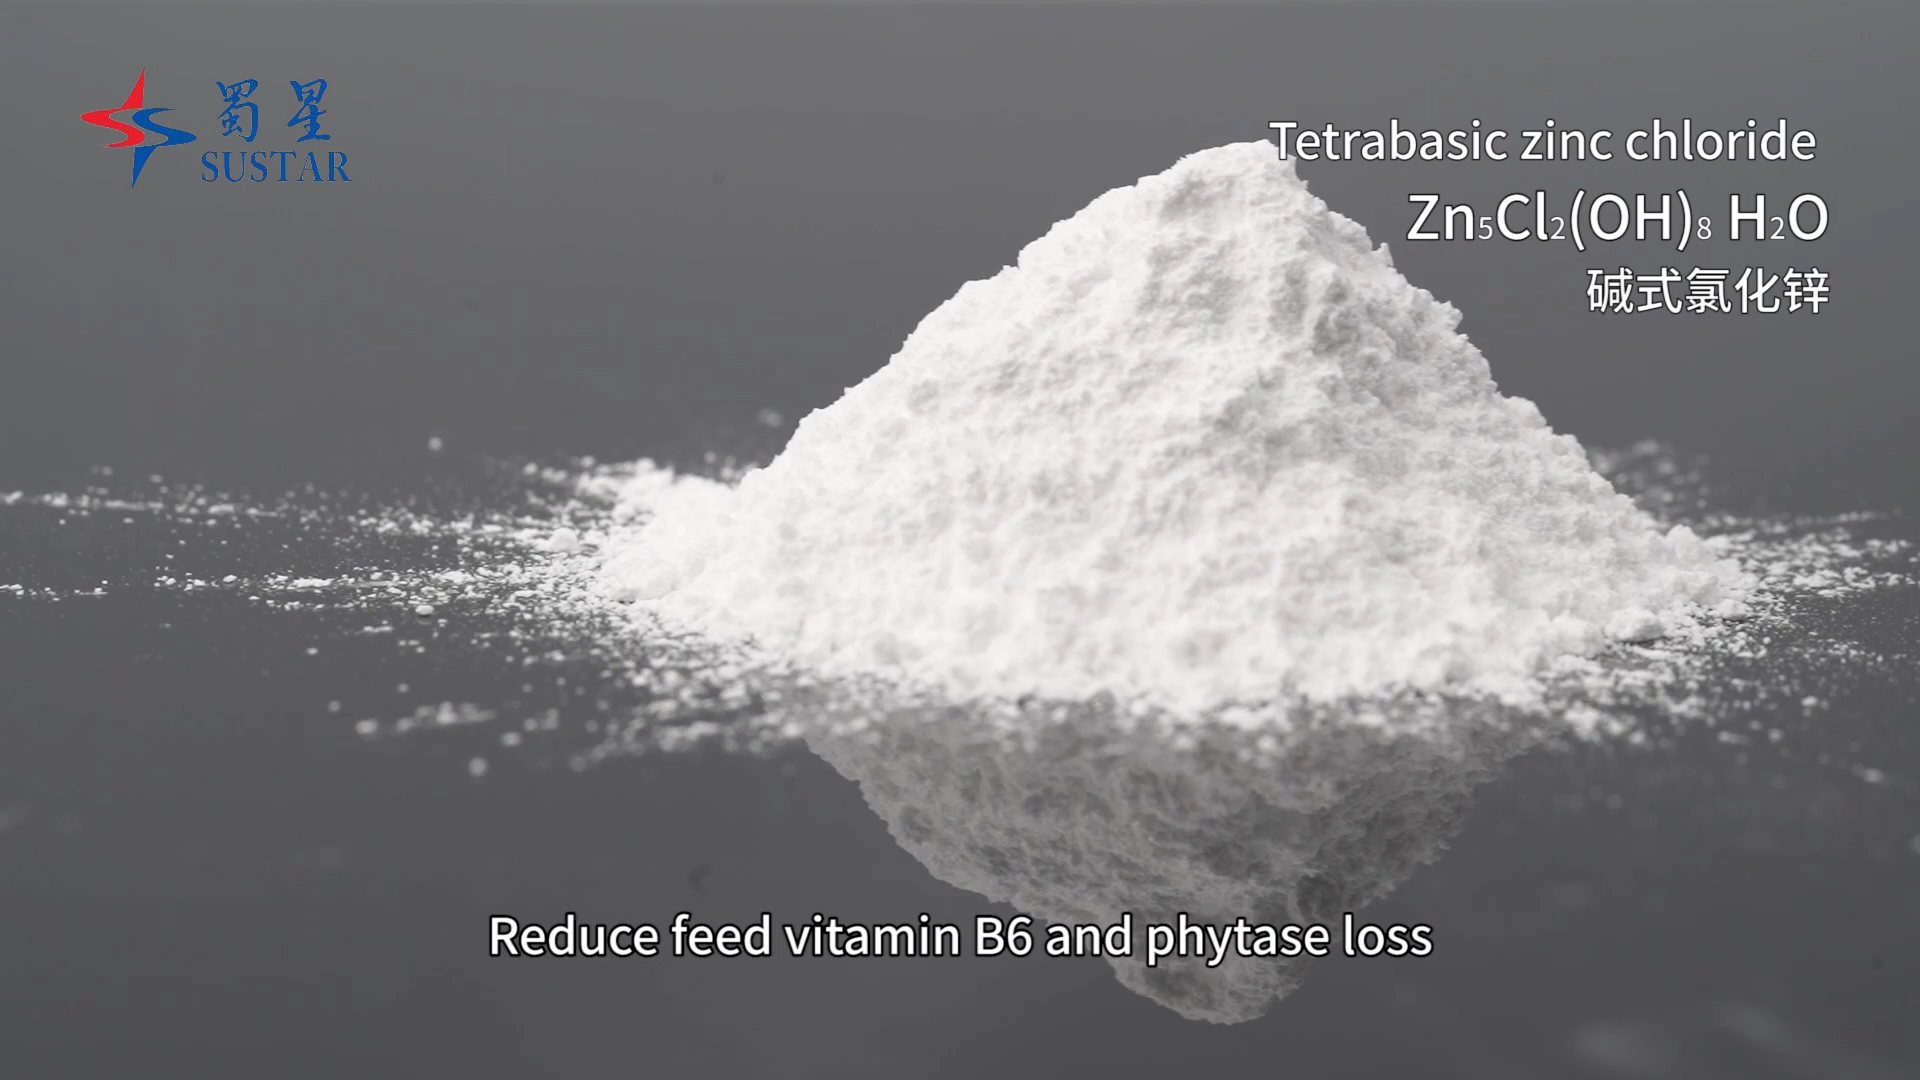 蜀星
SUSTAR
Tetrabasic zinc chloride
Zn₅Cl₂(OH)₈ H₂O
碱式氯化锌
Reduce feed vitamin B6 and phytase loss